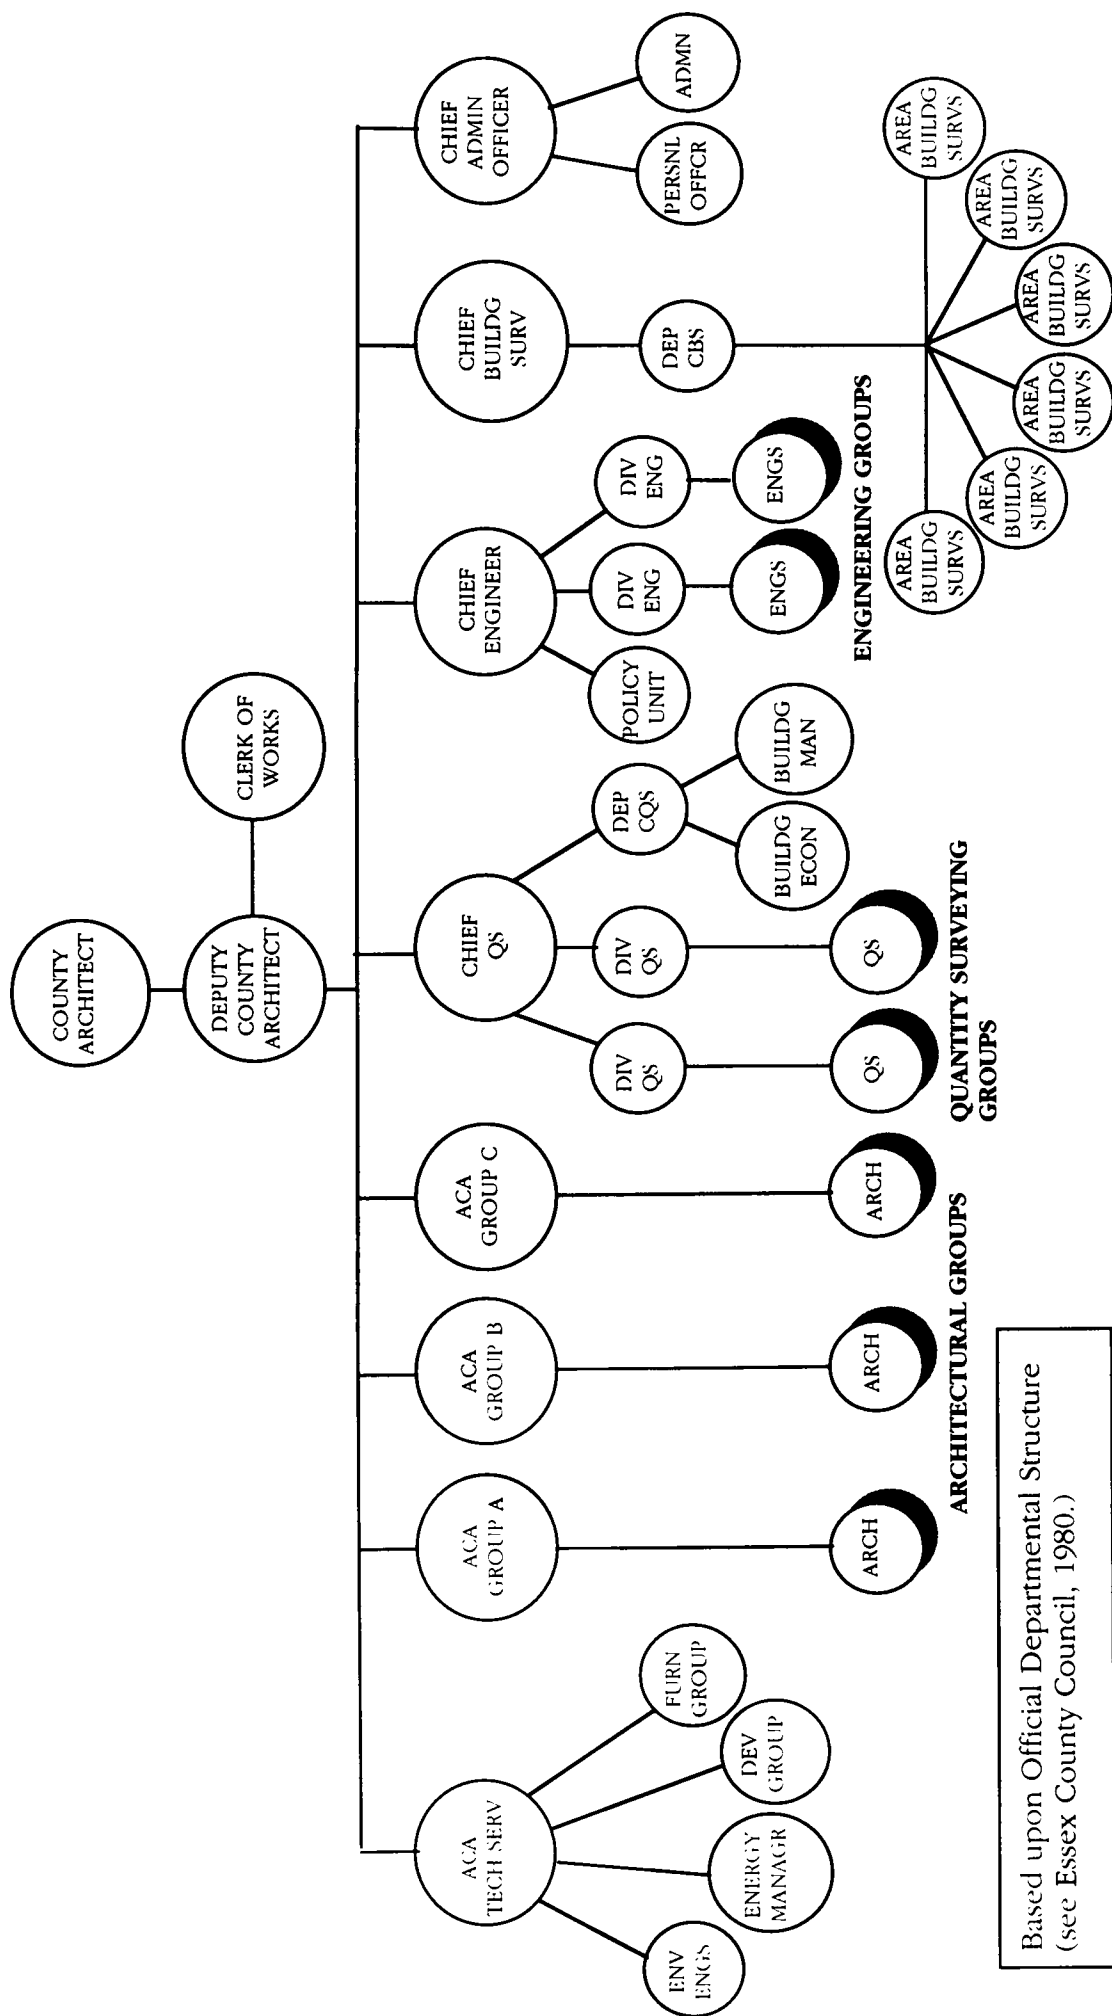 COUNTY
ARCHITECT
DEPUTY
COUNTY
ARCHITECT
CLERK OF
WORKS
ACA
TECH SERV
ACA
GROUP A
ACA
GROUP B
ACA
GROUP C
CHIEF
QS
CHIEF
ENGINEER
CHIEF
BUILDG
SURV
CHIEF
ADMIN
OFFICER
ENV
ENGS
ENERGY
MANAGR
DEV
GROUP
FURN
GROUP
DIV
QS
DIV
QS
DEP
CQS
POLICY
UNIT
DIV
ENG
DIV
ENG
DEP
CBS
PERSNL
OFFCR
ADMN
BUILDG
ECON
BUILDG
MAN
ENGS
ENGS
ARCH
ARCH
ARCH
QS
QS
ENGINEERING GROUPS
ARCHITECTURAL GROUPS
QUANTITY SURVEYING
GROUPS
AREA
BUILDG
SURVS
AREA
BUILDG
SURVS
AREA
BUILDG
SURVS
AREA
BUILDG
SURVS
AREA
BUILDG
SURVS
AREA
BUILDG
SURVS
Based upon Official Departmental Structure
(see Essex County Council, 1980.)